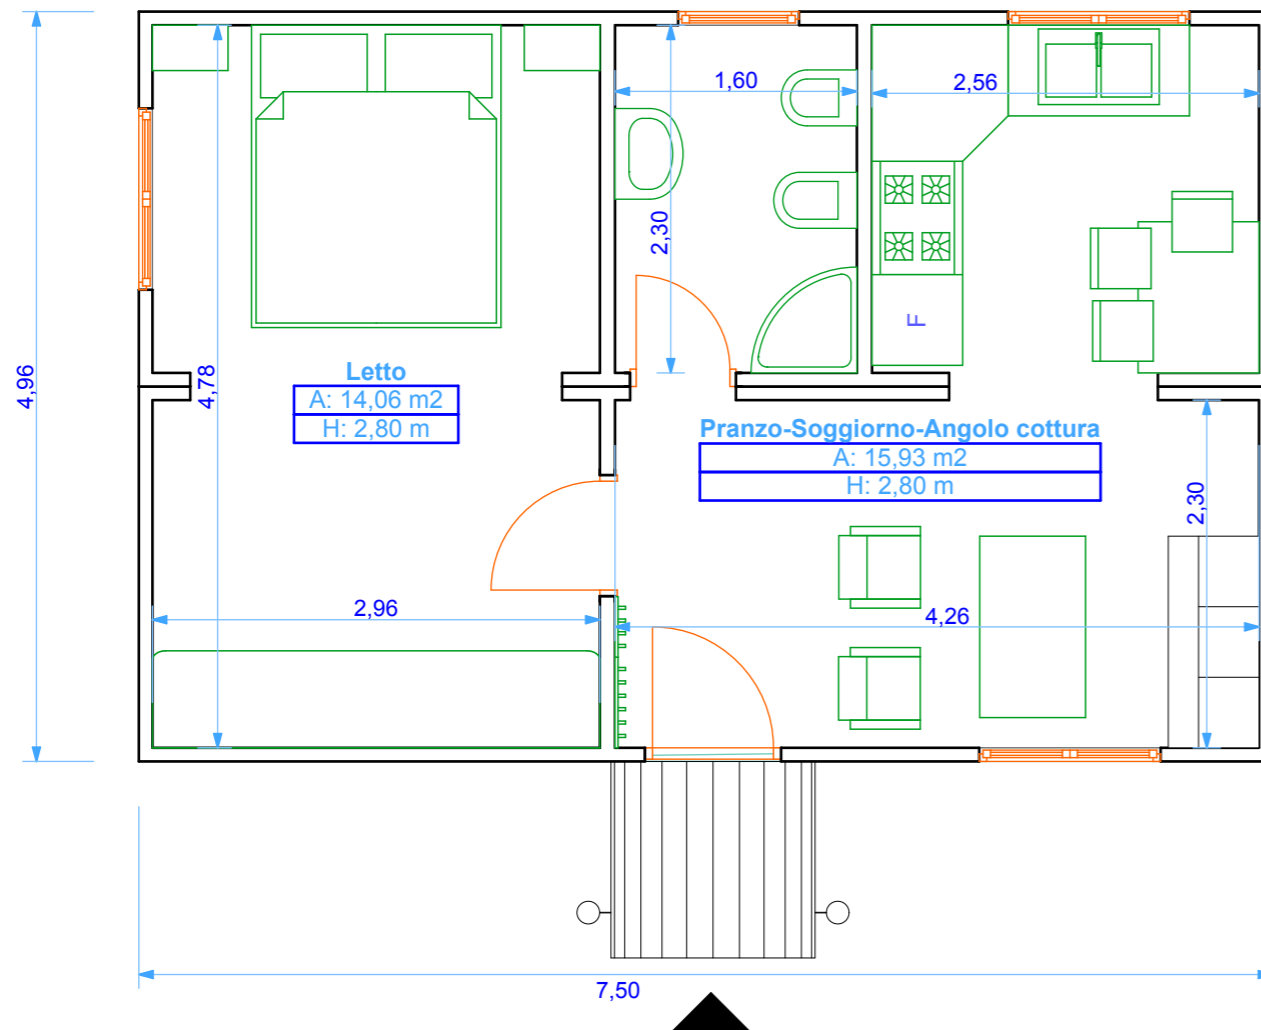 1,60
2,56
2,30
F
4,96
4,78
Letto
A: 14,06 m2
H: 2,80 m
Pranzo-Soggiorno-Angolo cottura
A: 15,93 m2
H: 2,80 m
2,30
2,96
4,26
7,50